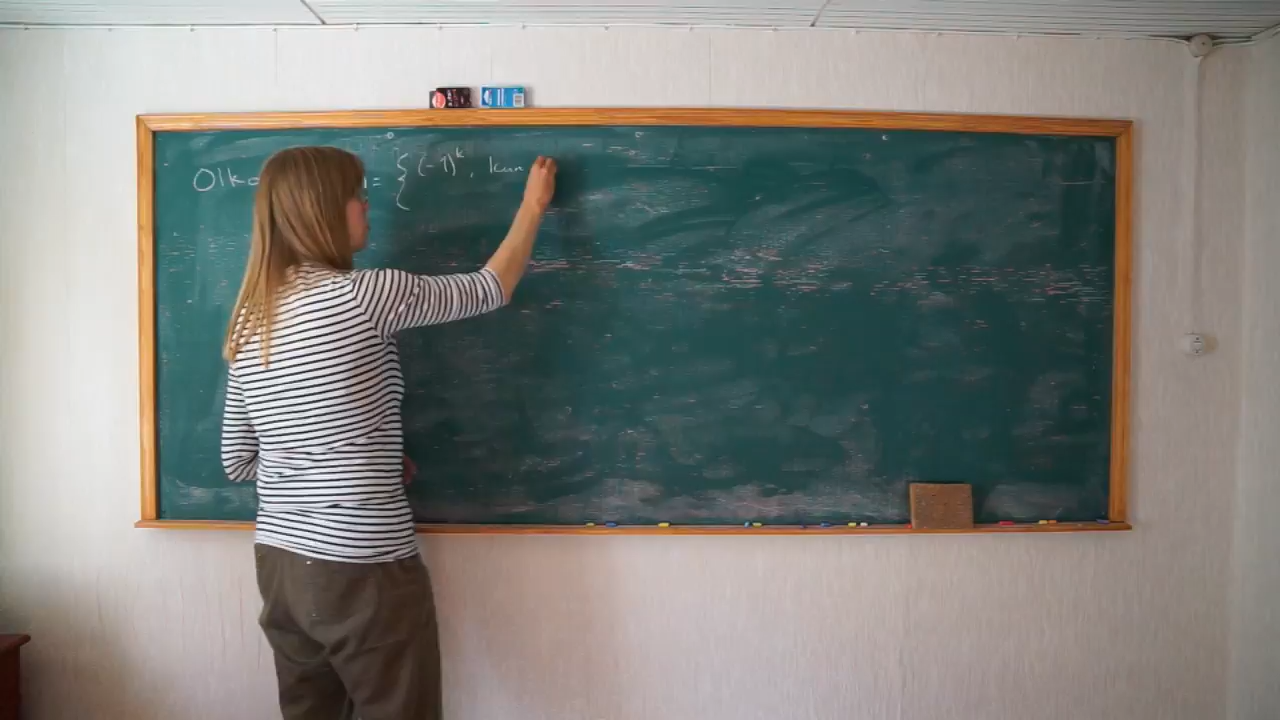 Olko = { (-1)^k, kun